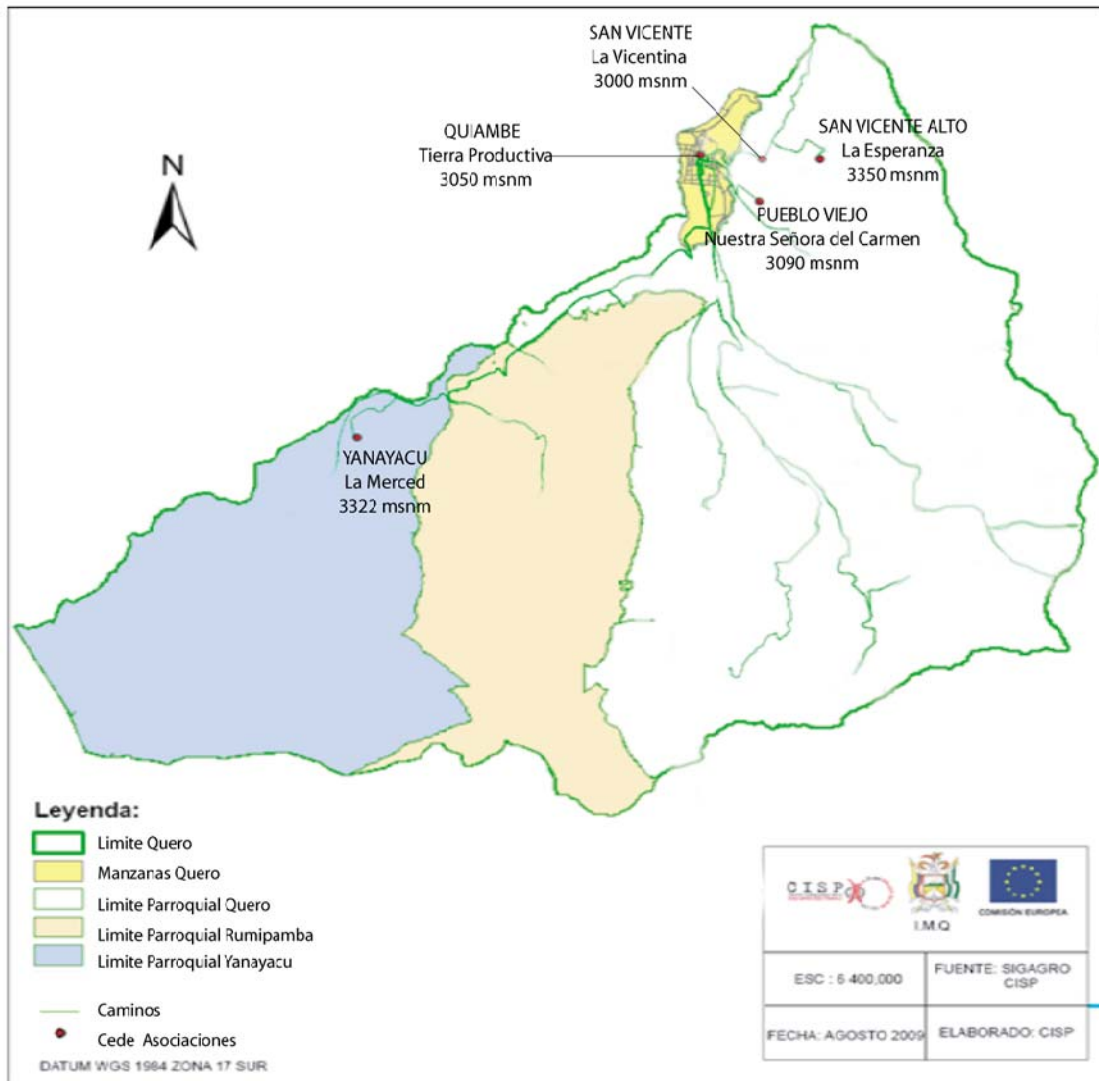 SAN VICENTE
La Vicentina
3000 msnm
QUIAMBE
Tierra Productiva
3050 msnm
SAN VICENTE ALTO
La Esperanza
3350 msnm
N
PUEBLO VIEJO
Nuestra Señora del Carmen
3090 msnm
YANAYACU
La Merced
3322 msnm
Leyenda:
Limite Quero
Manzanas Quero
Limite Parroquial Quero
Limite Parroquial Rumipamba
Limite Parroquial Yanayacu
Caminos
Cede Asociaciones
DATUM WGS 1984 ZONA 17 SUR
CISP
I.M.Q
COMISIÓN EUROPEA
ESC : 6 400,000
FUENTE: SIGAGRO
CISP
FECHA: AGOSTO 2009
ELABORADO: CISP